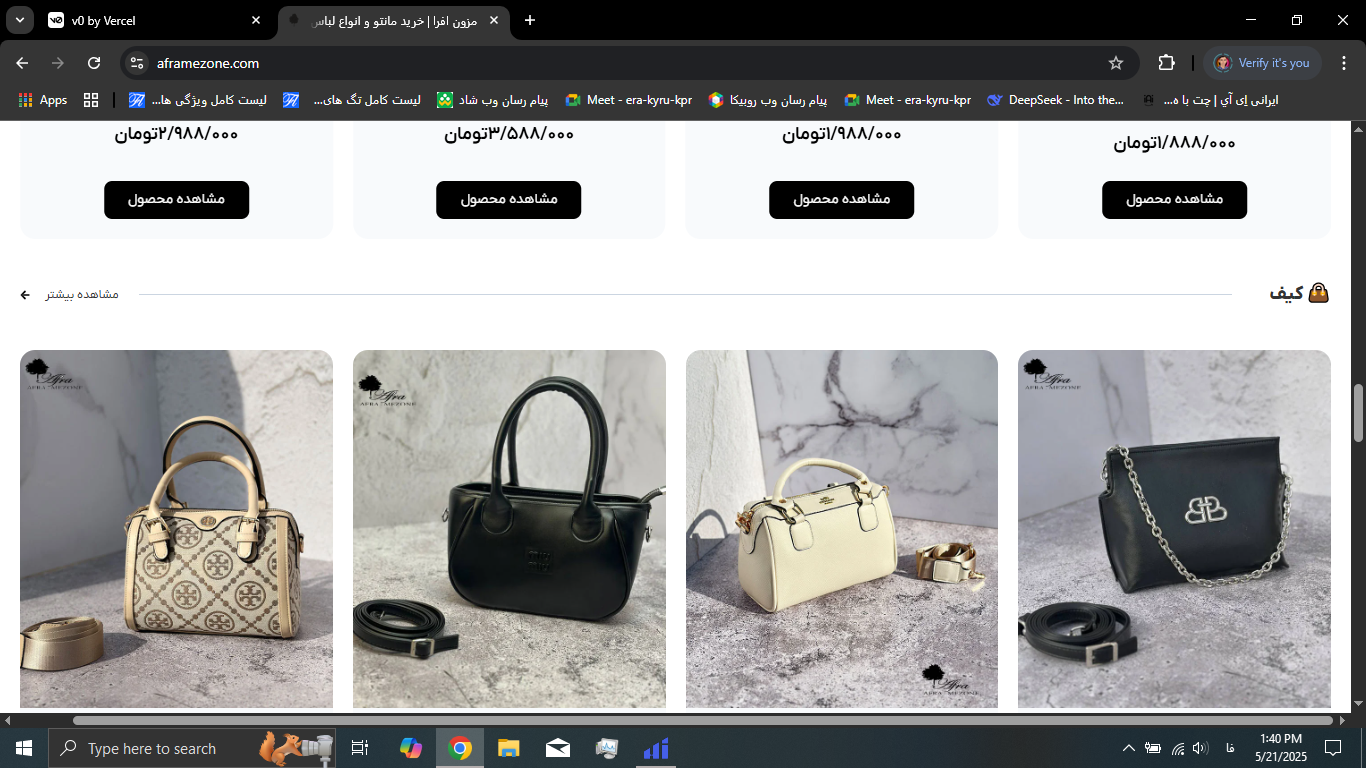 v0 by Vercel
مزون افرا | خرید مانتو و انواع لباس
aframezone.com
Verify it's you
Apps
لیست کامل ویژگی ها...
لیست کامل تگ های...
پیام رسان وب شاد
Meet - era-kyru-kpr
پیام رسان وب روبیکا
Meet - era-kyru-kpr
DeepSeek - Into the...
ایرانی اِی آی | چت با ه...
۱/۸۸۸/۰۰۰تومان
۱/۹۸۸/۰۰۰تومان
۳/۵۸۸/۰۰۰تومان
۲/۹۸۸/۰۰۰تومان
مشاهده محصول
مشاهده محصول
مشاهده محصول
مشاهده محصول
کیف
مشاهده بیشتر
Afra
AFRA MEZONE
Afra
AFRA MEZONE
Afra
AFRA MEZONE
Afra
AFRA MEZONE
Type here to search
فا
1:40 PM
5/21/2025